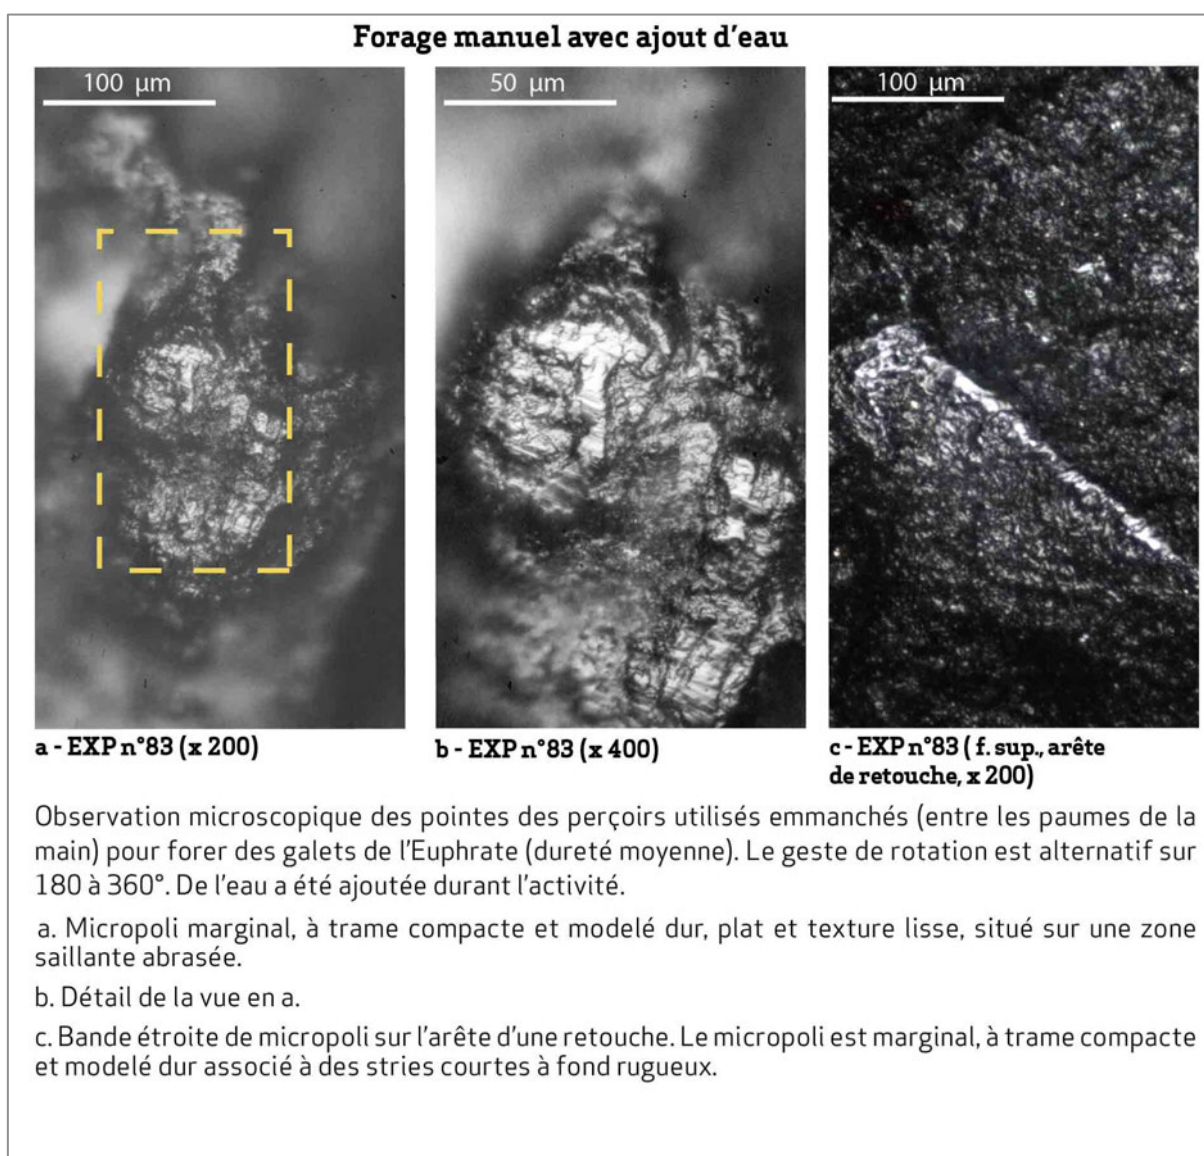 Forage manuel avec ajout d’eau
100 µm
50 µm
100 µm
a - EXP n°83 (x 200)
b - EXP n°83 (x 400)
c - EXP n°83 ( f. sup., arête
de retouche, x 200)
Observation microscopique des pointes des perçoirs utilisés emmanchés (entre les paumes de la
main) pour forer des galets de l’Euphrate (dureté moyenne). Le geste de rotation est alternatif sur
180 à 360°. De l’eau a été ajoutée durant l’activité.
a. Micropoli marginal, à trame compacte et modelé dur, plat et texture lisse, situé sur une zone
saillante abrasée.
b. Détail de la vue en a.
c. Bande étroite de micropoli sur l’arête d’une retouche. Le micropoli est marginal, à trame compacte
et modelé dur associé à des stries courtes à fond rugueux.